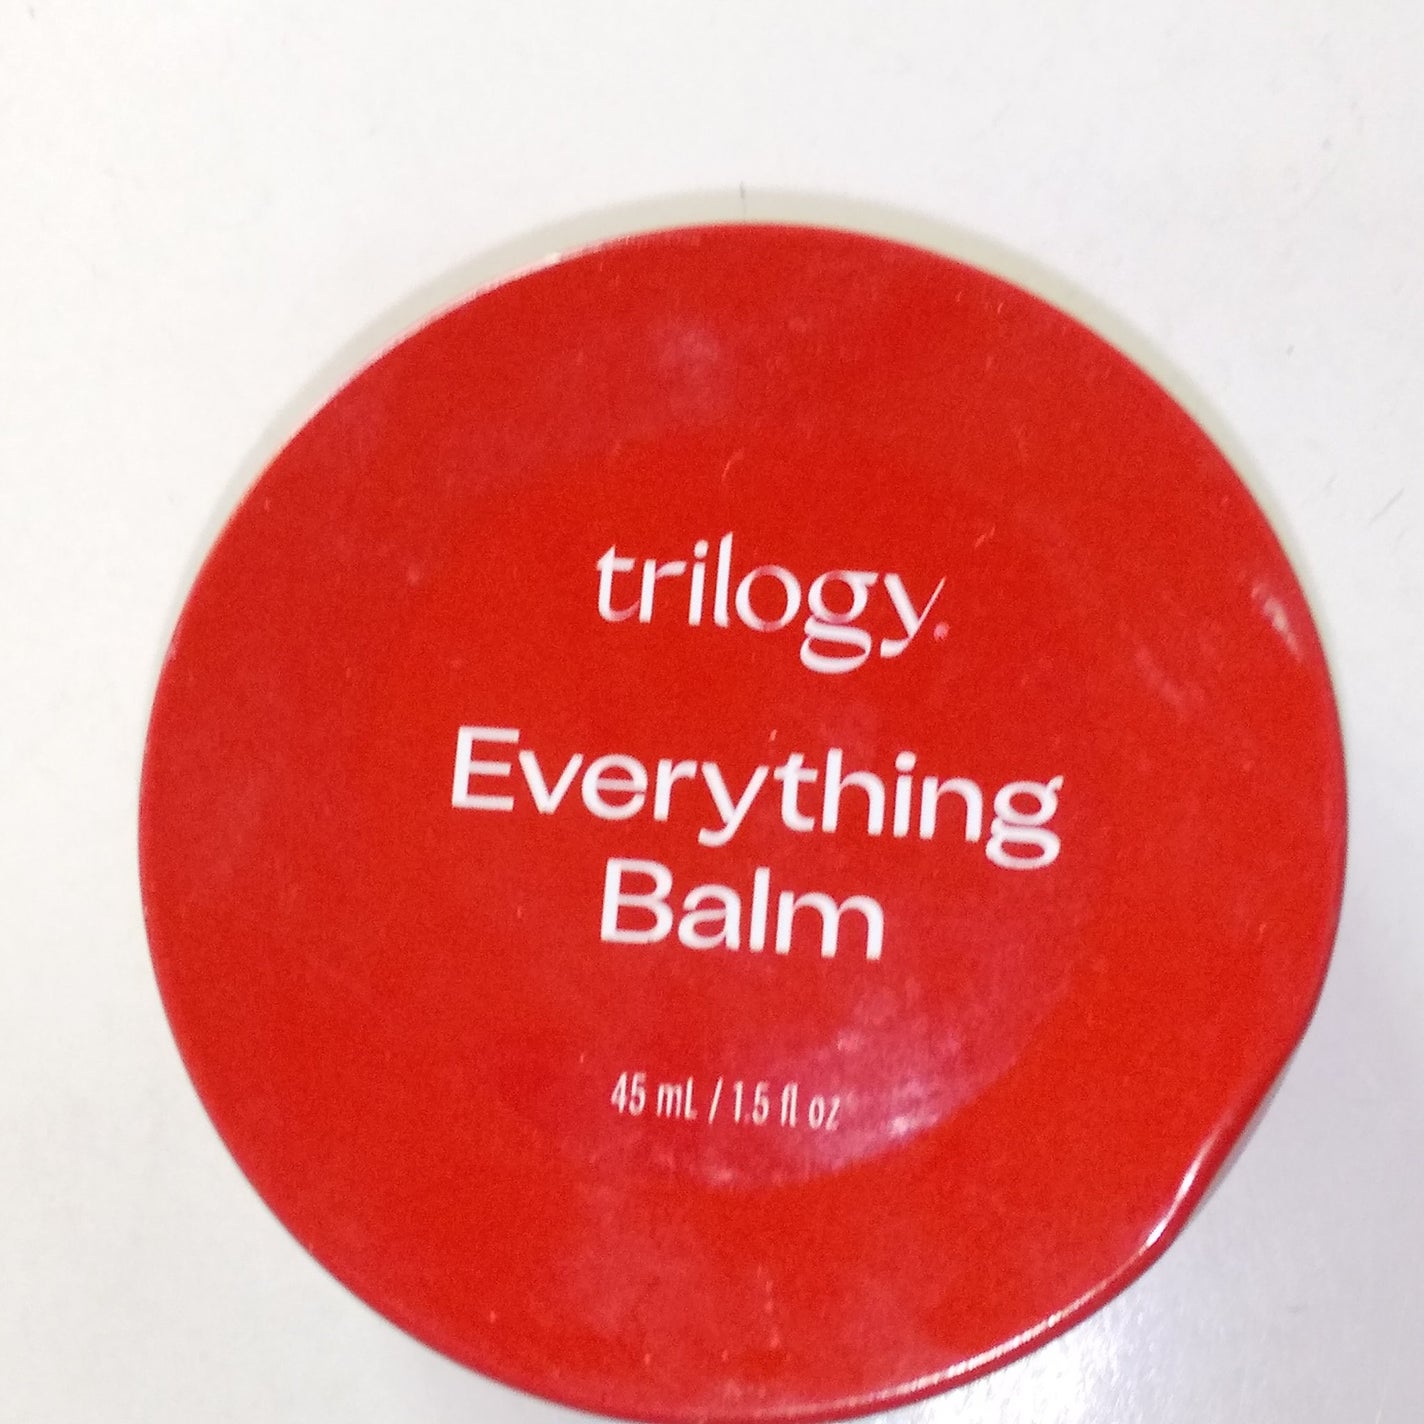 trilogy.
Everything
Balm
45 mL / 1.5 fl oz